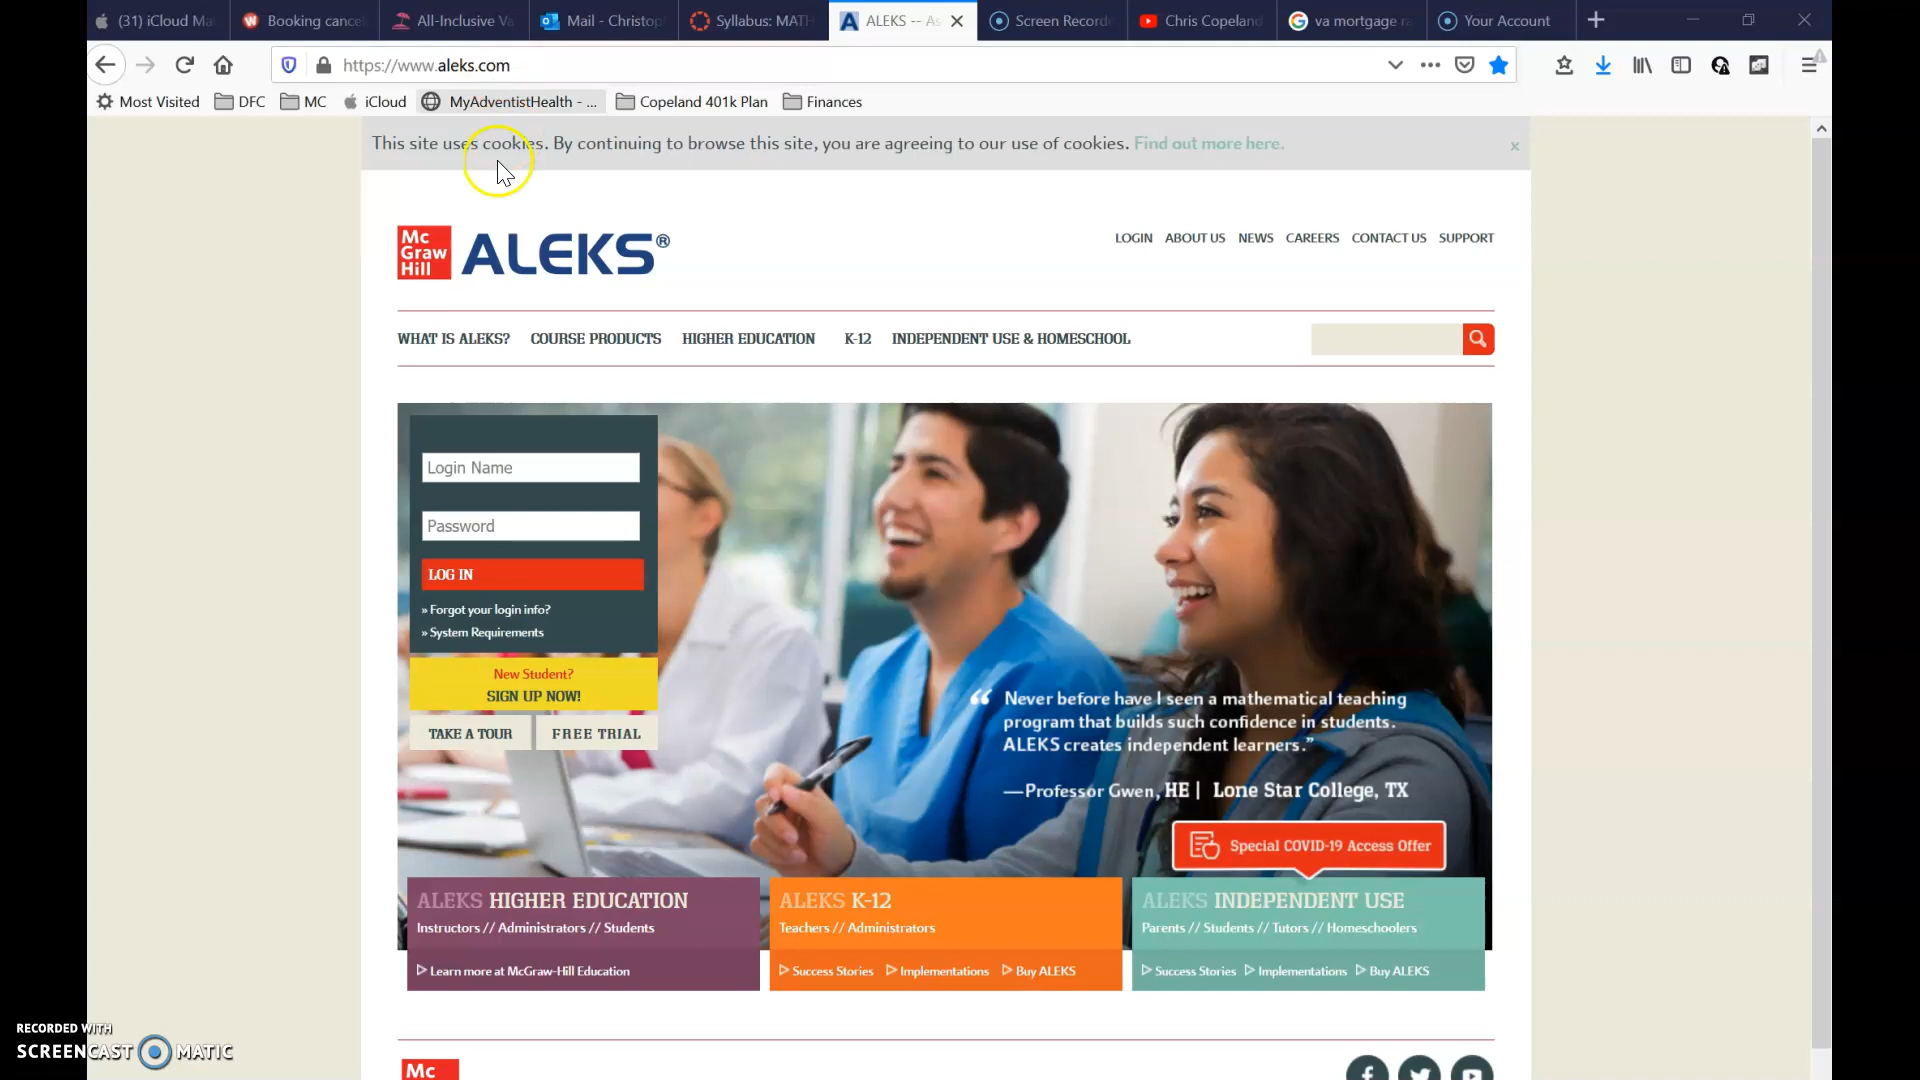 (31) iCloud Ma
Booking cancel
All-Inclusive Va
Mail - Christop
Syllabus: MATH
ALEKS -- As
Screen Recorde
Chris Copeland
va mortgage ra
Your Account
https://www.aleks.com
Most Visited
DFC
MC
iCloud
MyAdventistHealth - ...
Copeland 401k Plan
Finances
This site uses cookies. By continuing to browse this site, you are agreeing to our use of cookies. Find out more here.
x
Mc
Graw
Hill
ALEKS®
LOGIN ABOUT US NEWS CAREERS CONTACT US SUPPORT
WHAT IS ALEKS? COURSE PRODUCTS HIGHER EDUCATION K-12 INDEPENDENT USE & HOMESCHOOL
Login Name
Password
LOG IN
» Forgot your login info?
» System Requirements
New Student?
SIGN UP NOW!
TAKE A TOUR
FREE TRIAL
“ Never before have I seen a mathematical teaching
program that builds such confidence in students.
ALEKS creates independent learners.”
—Professor Gwen, HE | Lone Star College, TX
Special COVID-19 Access Offer
ALEKS HIGHER EDUCATION
Instructors // Administrators // Students
Learn more at McGraw-Hill Education
ALEKS K-12
Teachers // Administrators
Success Stories Implementations Buy ALEKS
ALEKS INDEPENDENT USE
Parents // Students // Tutors // Homeschoolers
Success Stories Implementations Buy ALEKS
RECORDED WITH
SCREENCAST MATIC
Mc